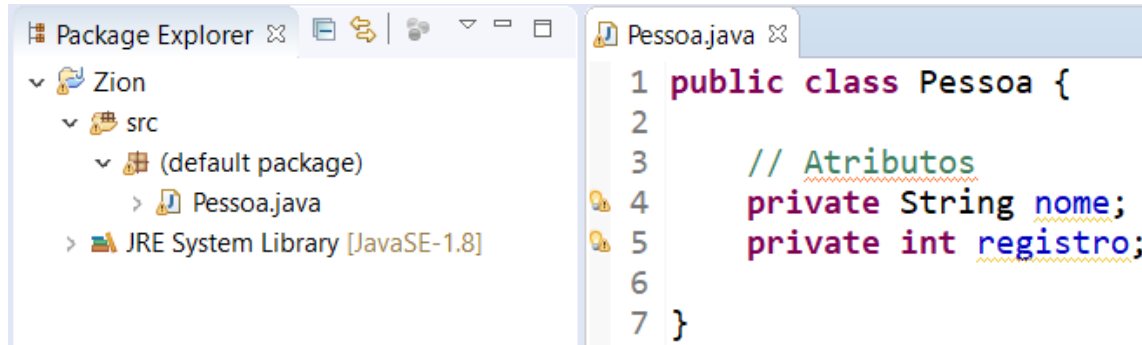 Package Explorer
Zion
src
(default package)
Pessoa.java
JRE System Library [JavaSE-1.8]
Pessoa.java
1 public class Pessoa {
2
3 // Atributos
4 private String nome;
5 private int registro;
6
7 }